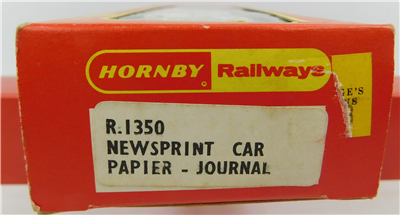 HORNBY Railways
R.1350
NEWSPRINT CAR
PAPIER - JOURNAL